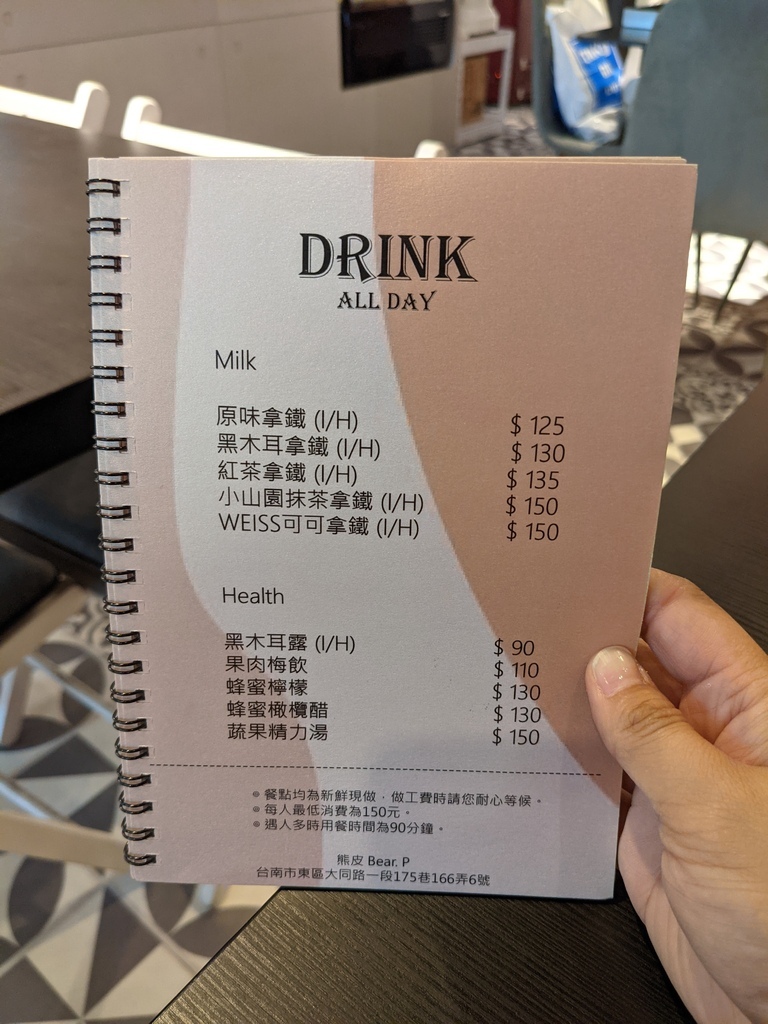 DRINK
ALL DAY
Milk
原味拿鐵 (I/H) $ 125
黑木耳拿鐵 (I/H) $ 130
紅茶拿鐵 (I/H) $ 135
小山園抹茶拿鐵 (I/H) $ 150
WEISS可可拿鐵 (I/H) $ 150
Health
黑木耳露 (I/H) $ 90
果肉梅飲 $ 110
蜂蜜檸檬 $ 130
蜂蜜橄欖醋 $ 130
蔬果精力湯 $ 150
餐點均為新鮮現做，做工費時請您耐心等候。
每人最低消費為150元。
遇人多時用餐時間為90分鐘。
熊皮 Bear. P
台南市東區大同路一段175巷166弄6號